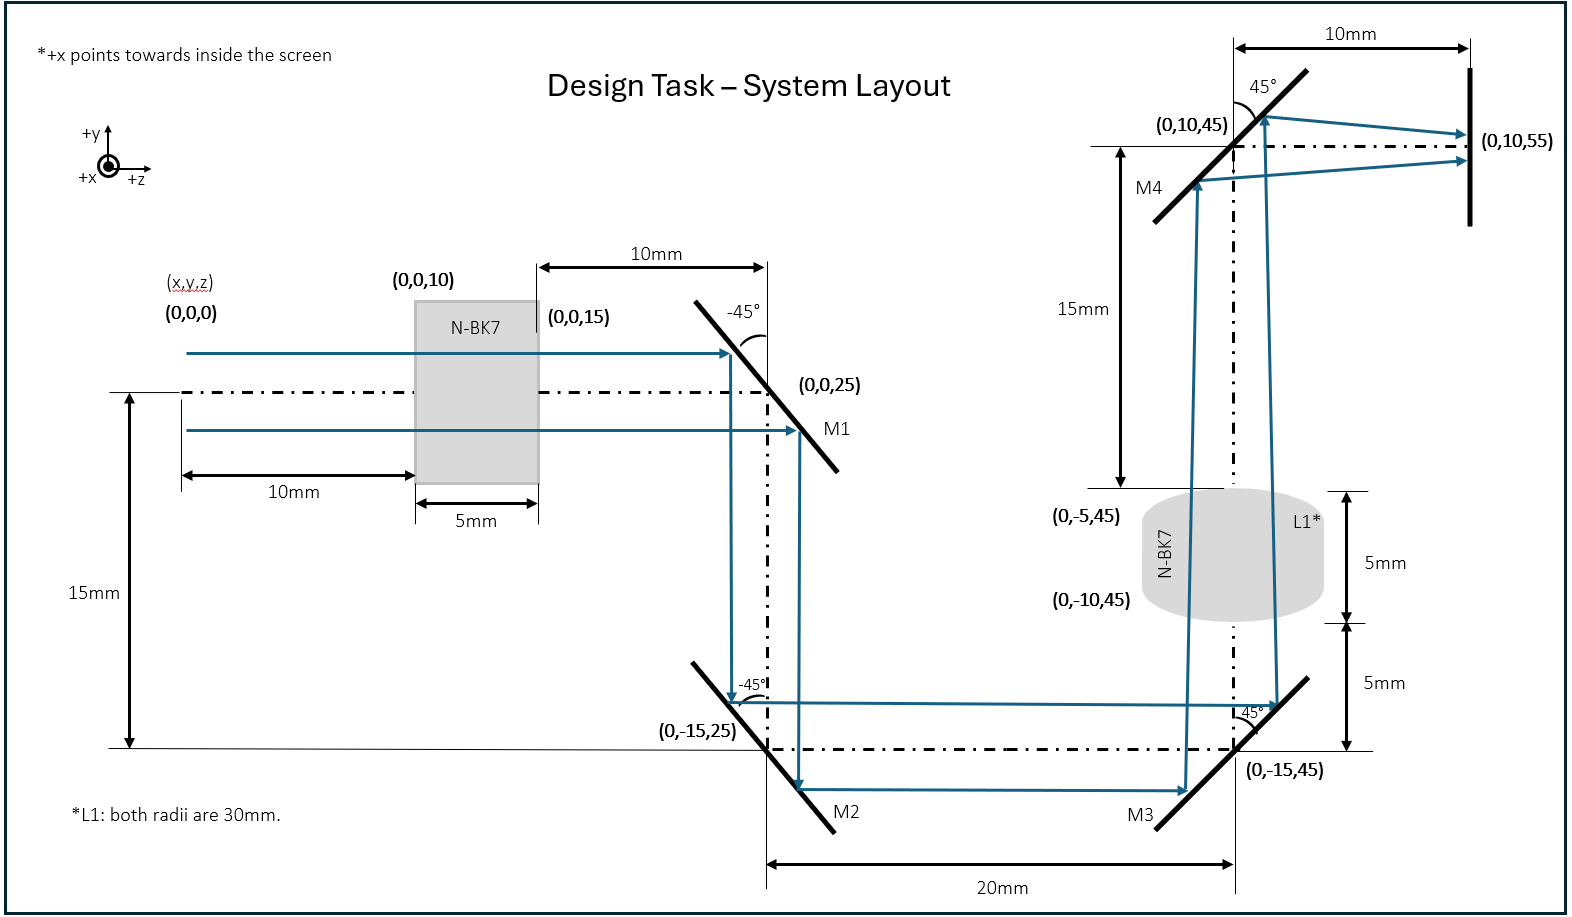 *+x points towards inside the screen
Design Task – System Layout
+y
+x
+z
10mm
45°
(0,10,45)
(0,10,55)
M4
15mm
10mm
(x,y,z)
(0,0,0)
(0,0,10)
N-BK7
(0,0,15)
-45°
(0,0,25)
M1
10mm
5mm
15mm
(0,-5,45)
L1*
N-BK7
5mm
(0,-10,45)
5mm
-45°
(0,-15,25)
45°
(0,-15,45)
M2
M3
*L1: both radii are 30mm.
20mm